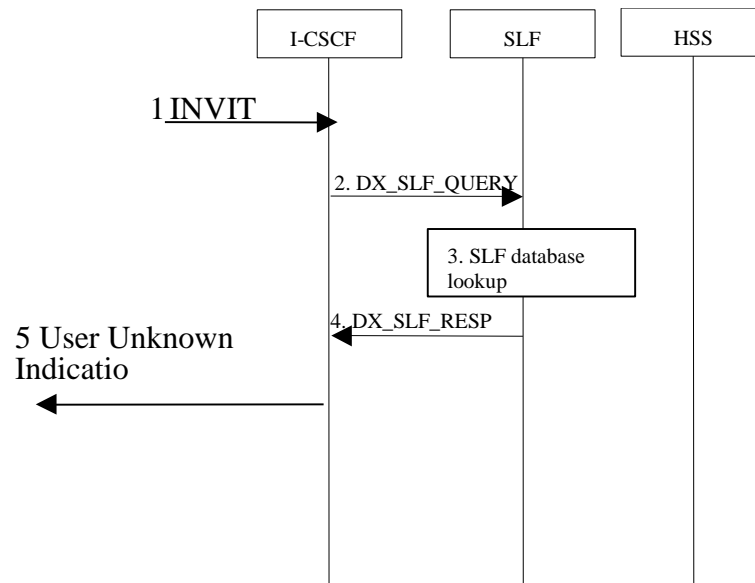 I-CSCF
SLF
HSS
1 INVIT
2. DX_SLF_QUERY
3. SLF database
lookup
4. DX_SLF_RESP
5 User Unknown
Indicatio